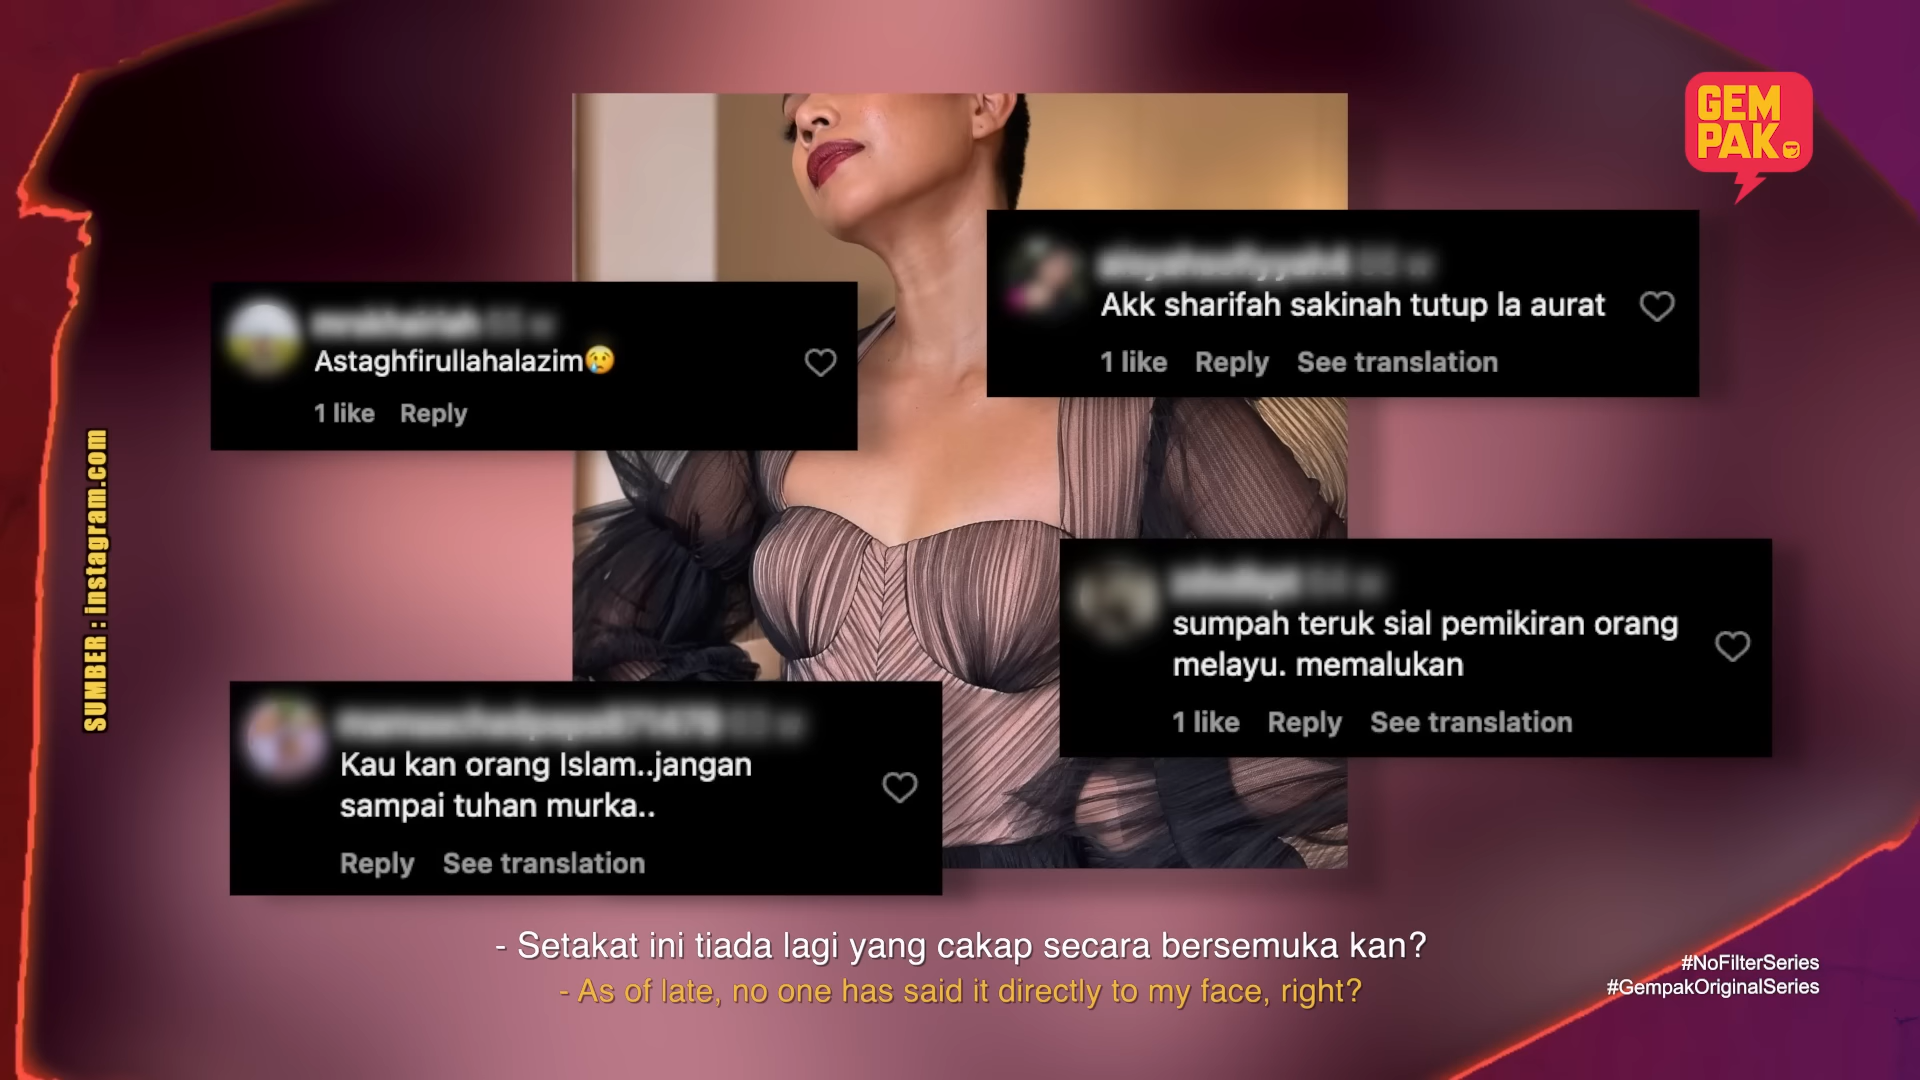 GEM
PAK
Akk sharifah sakinah tutup la aurat
1 like Reply See translation
Astaghfirullahalazim😢
1 like Reply
SUMBER : instagram.com
sumpah teruk sial pemikiran orang
melayu. memalukan
1 like Reply See translation
Kau kan orang Islam..jangan
sampai tuhan murka..
Reply See translation
- Setakat ini tiada lagi yang cakap secara bersemuka kan?
- As of late, no one has said it directly to my face, right?
#NoFilterSeries
#GempakOriginalSeries